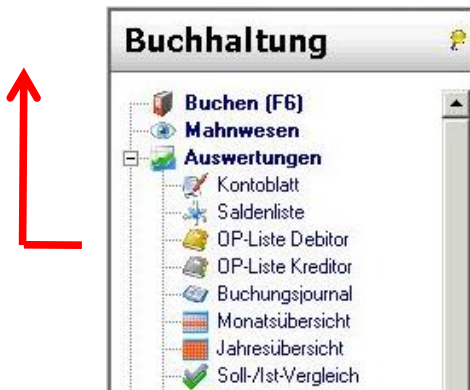 Buchhaltung
Buchen (F6)
Mahnwesen
Auswertungen
Kontoblatt
Saldenliste
OP-Liste Debitor
OP-Liste Kreditor
Buchungsjournal
Monatsübersicht
Jahresübersicht
Soll-/Ist-Vergleich